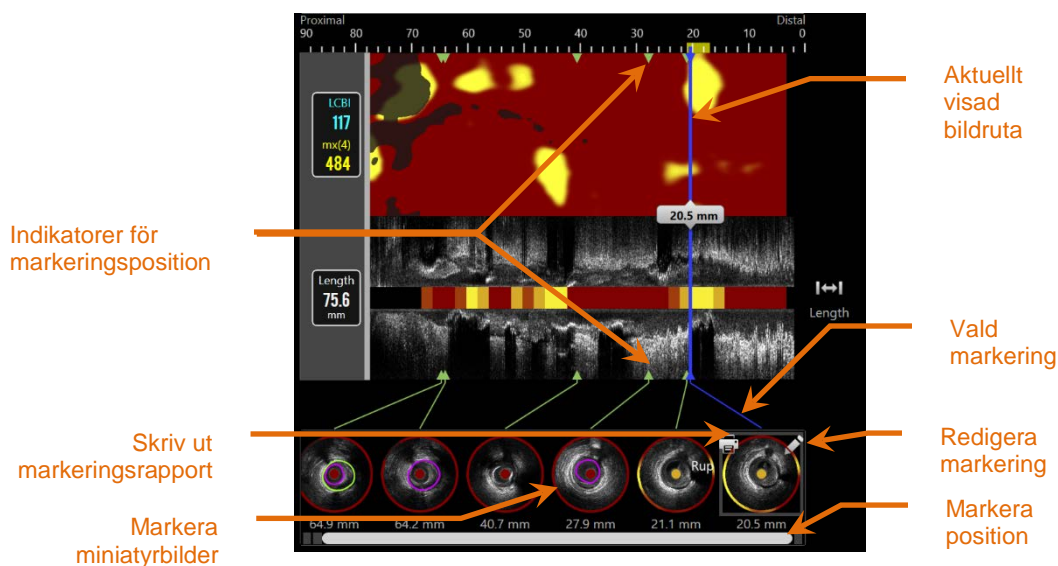 Proximal
Distal
90 80 70 60 50 40 30 20 10 0
LCBI
117
mx(4)
484
Aktuellt
visad
bildruta
20.5 mm
Indikatorer för
markeringsposition
Length
75.6
mm
Length
Vald
markering
Skriv ut
markeringsrapport
Redigera
markering
Rup
Markera
miniatyrbilder
64.9 mm 64.2 mm 40.7 mm 27.9 mm 21.1 mm 20.5 mm
Markera
position